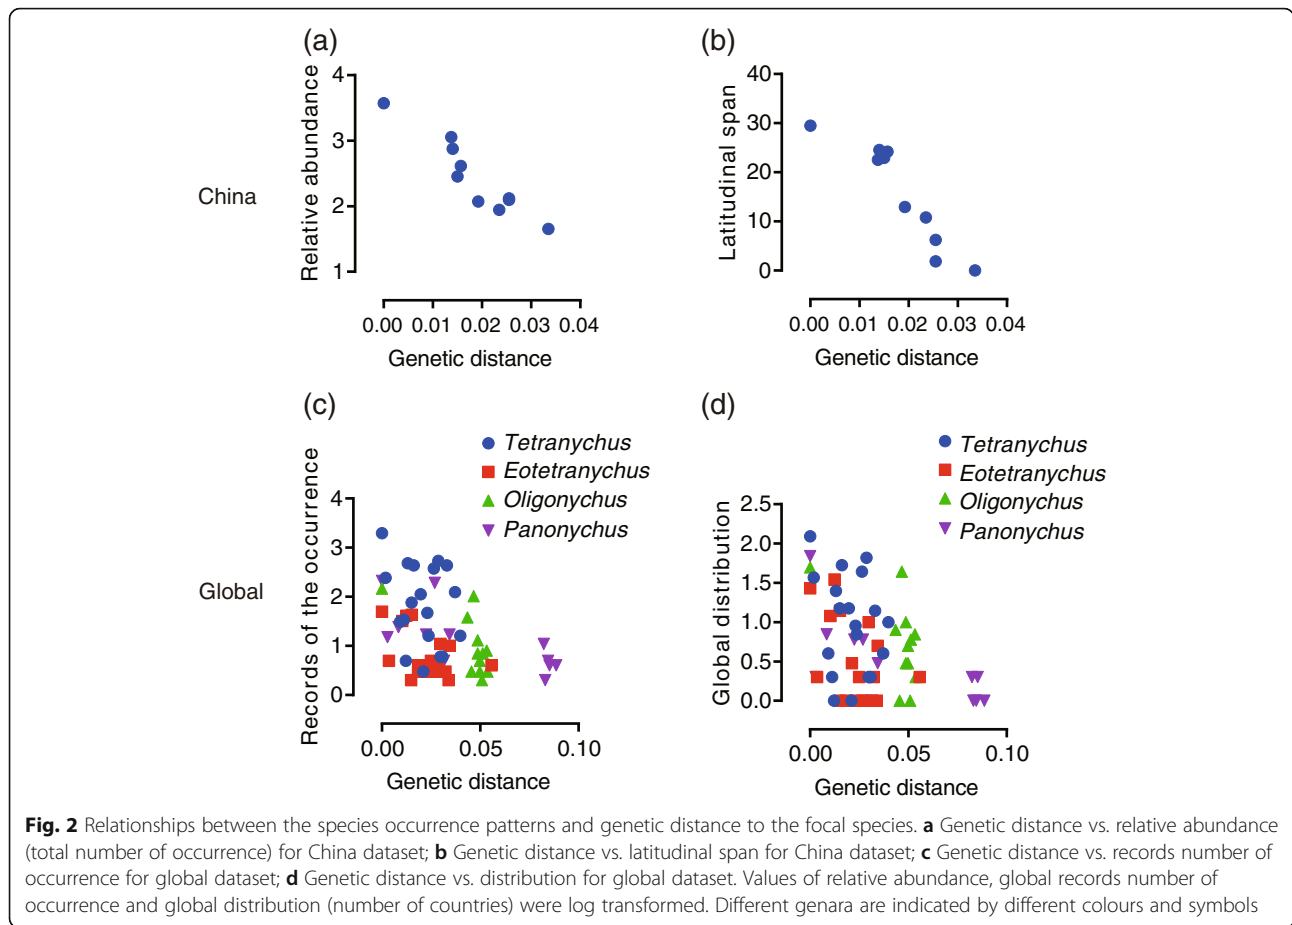 (a)
Relative abundance
4
3
2
1
0.00 0.01 0.02 0.03 0.04
Genetic distance
(b)
Latitudinal span
40
30
20
10
0
0.00 0.01 0.02 0.03 0.04
Genetic distance
China
(c)
Tetranychus
Eotetranychus
Oligonychus
Panonychus
Records of the occurrence
4
3
2
1
0
0.00 0.05 0.10
Genetic distance
(d)
Tetranychus
Eotetranychus
Oligonychus
Panonychus
Global distribution
2.5
2.0
1.5
1.0
0.5
0.0
0.00 0.05 0.10
Genetic distance
Global
Fig. 2 Relationships between the species occurrence patterns and genetic distance to the focal species. a Genetic distance vs. relative abundance
(total number of occurrence) for China dataset; b Genetic distance vs. latitudinal span for China dataset; c Genetic distance vs. records number of
occurrence for global dataset; d Genetic distance vs. distribution for global dataset. Values of relative abundance, global records number of
occurrence and global distribution (number of countries) were log transformed. Different genara are indicated by different colours and symbols